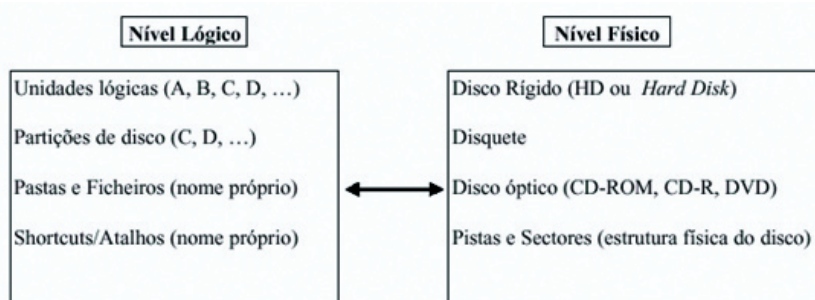 Nível Lógico
Unidades lógicas (A, B, C, D, …)
Partições de disco (C, D, …)
Pastas e Ficheiros (nome próprio)
Shortcuts/Atalhos (nome próprio)
Nível Físico
Disco Rígido (HD ou Hard Disk)
Disquete
Disco óptico (CD-ROM, CD-R, DVD)
Pistas e Sectores (estrutura física do disco)